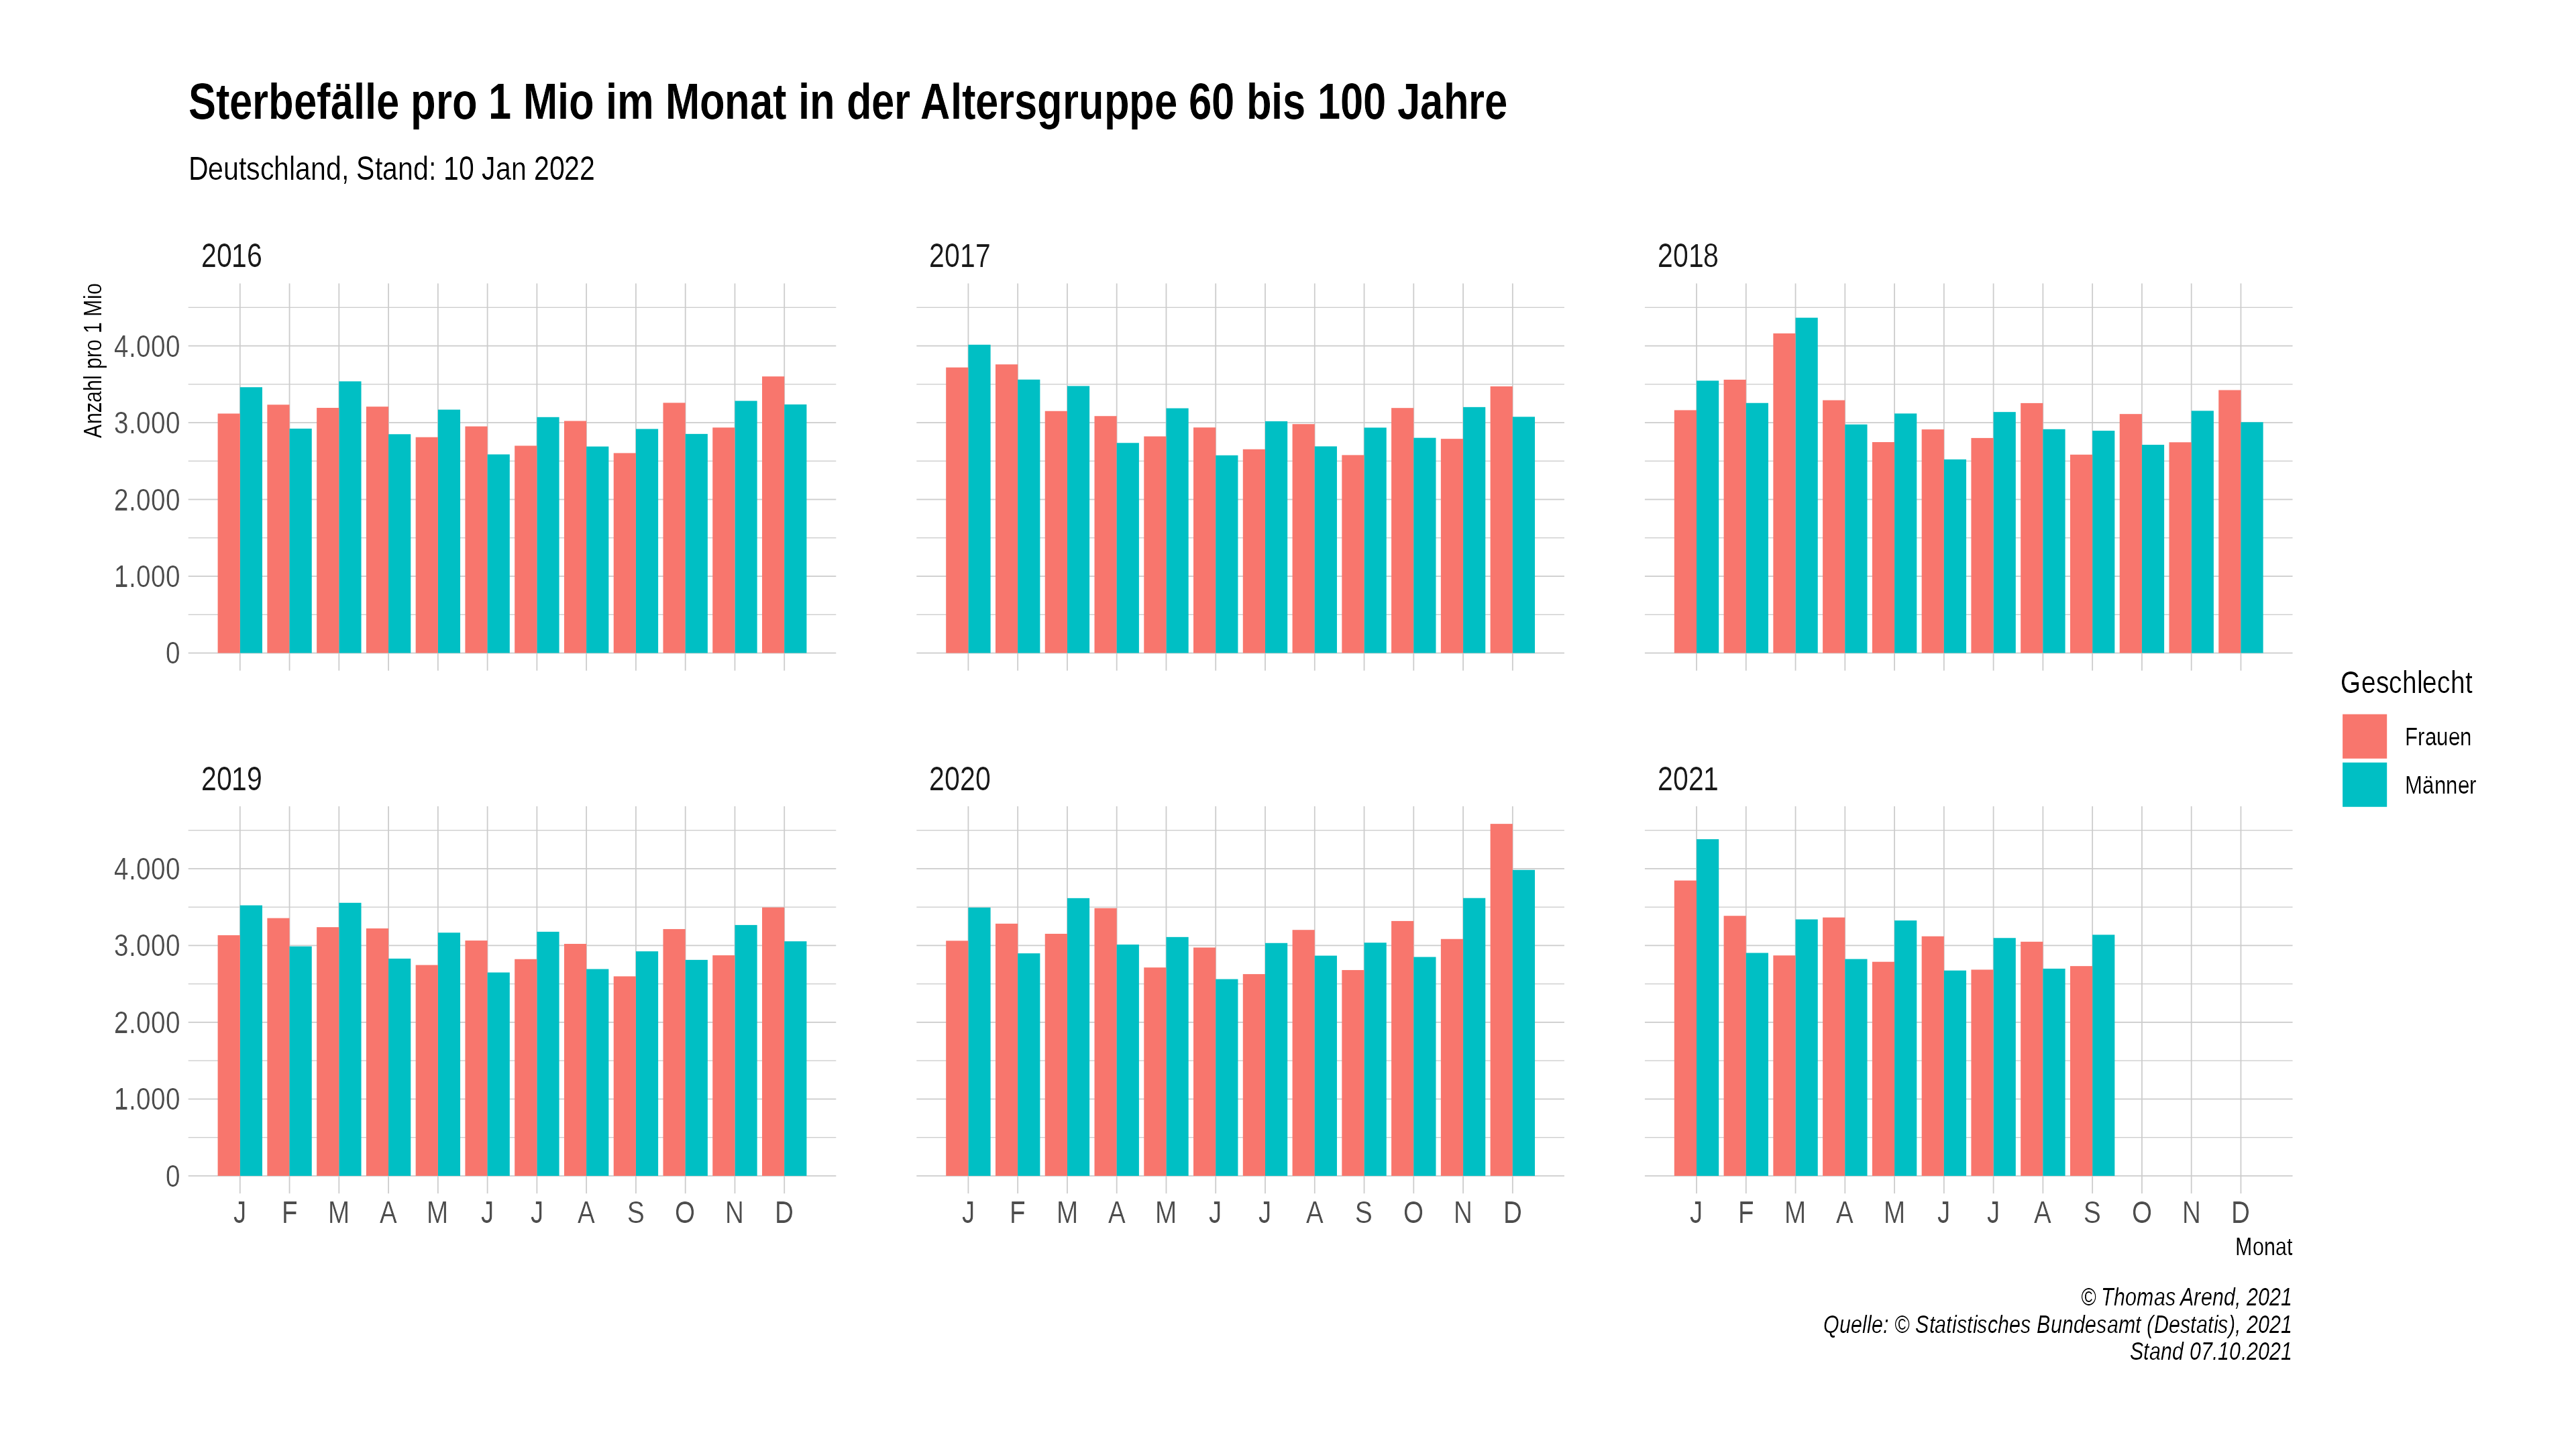 Sterbefälle pro 1 Mio im Monat in der Altersgruppe 60 bis 100 Jahre
Deutschland, Stand: 10 Jan 2022
2016
2017
2018
Anzahl pro 1 Mio
4.000
3.000
2.000
1.000
0
Geschlecht
Frauen
Männer
2019
2020
2021
4.000
3.000
2.000
1.000
0
J F M A M J J A S O N D
J F M A M J J A S O N D
J F M A M J J A S O N D
Monat
© Thomas Arend, 2021
Quelle: © Statistisches Bundesamt (Destatis), 2021
Stand 07.10.2021